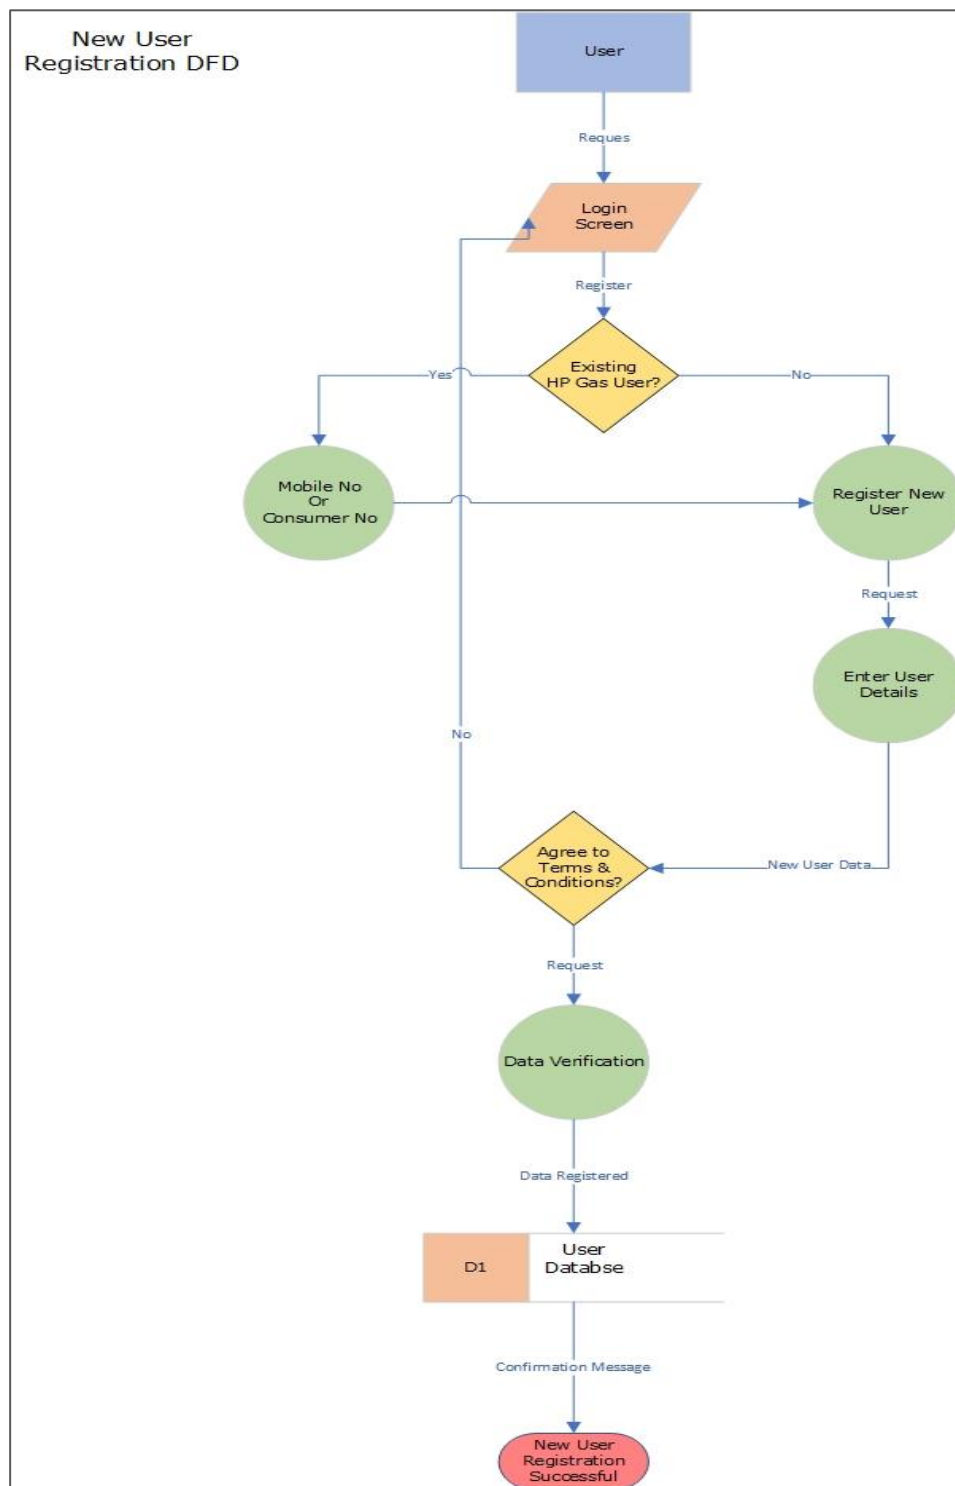 New User
Registration DFD
User
Reques
Login
Screen
Register
Existing
HP Gas User?
Yes
No
Mobile No
Or
Consumer No
Register New
User
Request
Enter User
Details
No
Agree to
Terms &
Conditions?
New User Data
Request
Data Verification
Data Registered
D1
User
Databse
Confirmation Message
New User
Registration
Successful